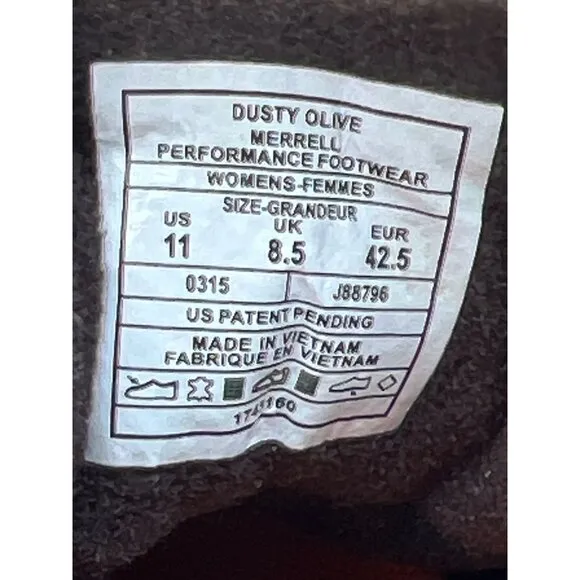 DUSTY OLIVE
MERRELL
PERFORMANCE FOOTWEAR
WOMENS-FEMMES
SIZE-GRANDEUR
US UK EUR
11 8.5 42.5
0315 J88796
US PATENT PENDING
MADE IN VIETNAM
FABRIQUE EN VIETNAM